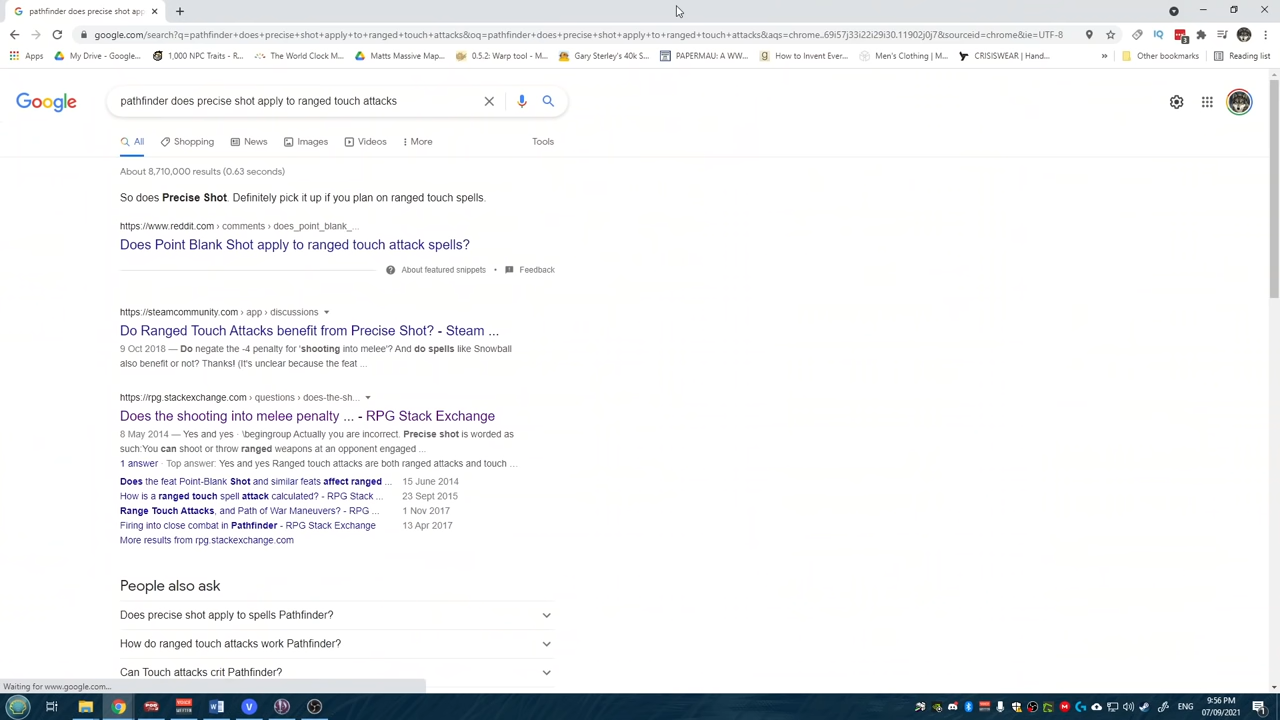 pathfinder does precise shot app
google.com/search?q=pathfinder+does+precise+shot+apply+to+ranged+touch+attacks&oq=pathfinder+does+precise+shot+apply+to+ranged+touch+attacks&aqs=chrome..69i57j33i22i29i30.11902j0j7&sourceid=chrome&ie=UTF-8
Apps My Drive - Google... 1,000 NPC Traits - R... The World Clock M... Mative Massive Map... 0.5.2: Warp tool - M... Gary Sterley's 40k S... PAPERMAU: A WW... How to Invent Ever... Men's Clothing | M... CRISISWEAR | Hand... » Other bookmarks Reading list
Google
pathfinder does precise shot apply to ranged touch attacks
All Shopping News Images Videos More Tools
About 8,710,000 results (0.63 seconds)
So does Precise Shot. Definitely pick it up if you plan on ranged touch spells.
https://www.reddit.com › comments › does_point_blank_...
Does Point Blank Shot apply to ranged touch attack spells?
About featured snippets • Feedback
https://steamcommunity.com › app › discussions
Do Ranged Touch Attacks benefit from Precise Shot? - Steam ...
9 Oct 2018 — Do negate the -4 penalty for 'shooting into melee'? And do spells like Snowball
also benefit or not? Thanks! (It's unclear because the feat ...
https://rpg.stackexchange.com › questions › does-the-sh...
Does the shooting into melee penalty ... - RPG Stack Exchange
8 May 2014 — Yes and yes · \begingroup Actually you are incorrect. Precise shot is worded as
such:You can shoot or throw ranged weapons at an opponent engaged ...
1 answer · Top answer: Yes and yes Ranged touch attacks are both ranged attacks and touch ...
Does the feat Point-Blank Shot and similar feats affect ranged ... 15 June 2014
How is a ranged touch spell attack calculated? - RPG Stack ... 23 Sept 2015
Range Touch Attacks, and Path of War Maneuvers? - RPG ... 1 Nov 2017
Firing into close combat in Pathfinder - RPG Stack Exchange 13 Apr 2017
More results from rpg.stackexchange.com
People also ask
Does precise shot apply to spells Pathfinder?
How do ranged touch attacks work Pathfinder?
Can Touch attacks crit Pathfinder?
Waiting for www.google.com...
ENG
9:56 PM
07/09/2021